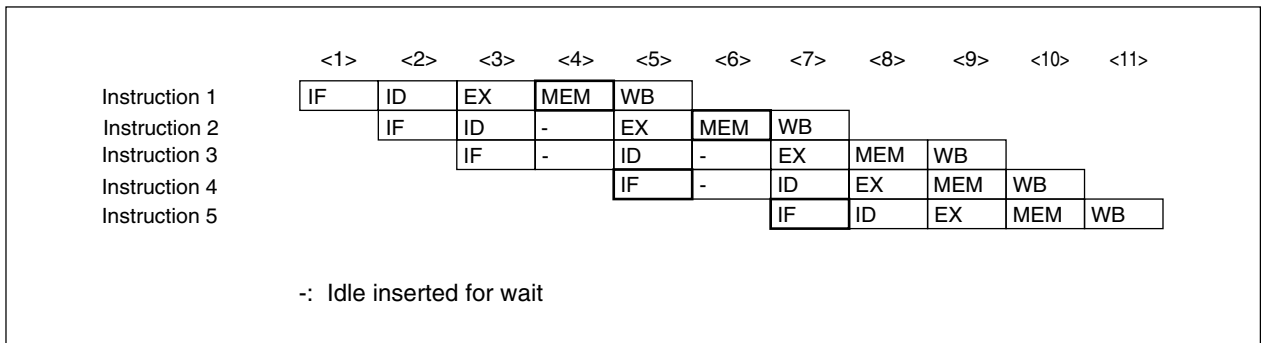 <1> <2> <3> <4> <5> <6> <7> <8> <9> <10> <11>
Instruction 1 IF ID EX MEM WB
Instruction 2 IF ID - EX MEM WB
Instruction 3 IF - ID - EX MEM WB
Instruction 4 IF - ID EX MEM WB
Instruction 5 IF ID EX MEM WB
-: Idle inserted for wait